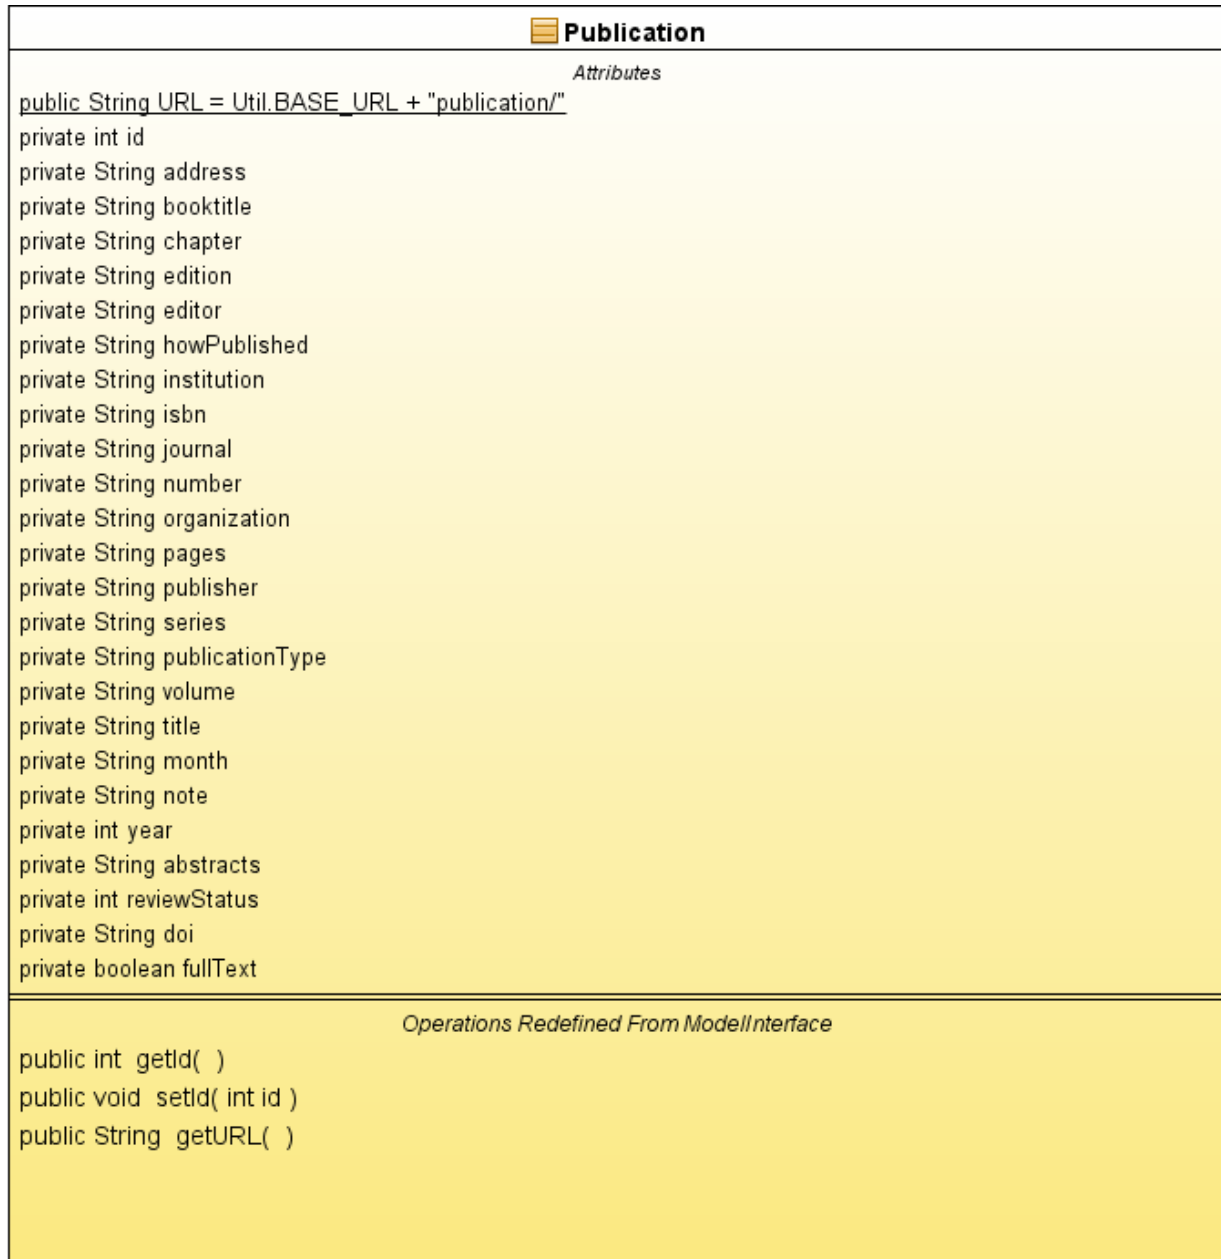 Publication
Attributes
public String URL = Util.BASE_URL + "publication/"
private int id
private String address
private String booktitle
private String chapter
private String edition
private String editor
private String howPublished
private String institution
private String isbn
private String journal
private String number
private String organization
private String pages
private String publisher
private String series
private String publicationType
private String volume
private String title
private String month
private String note
private int year
private String abstracts
private int reviewStatus
private String doi
private boolean fullText
Operations Redefined From ModelInterface
public int  getId(  )
public void  setId( int id )
public String  getURL(  )